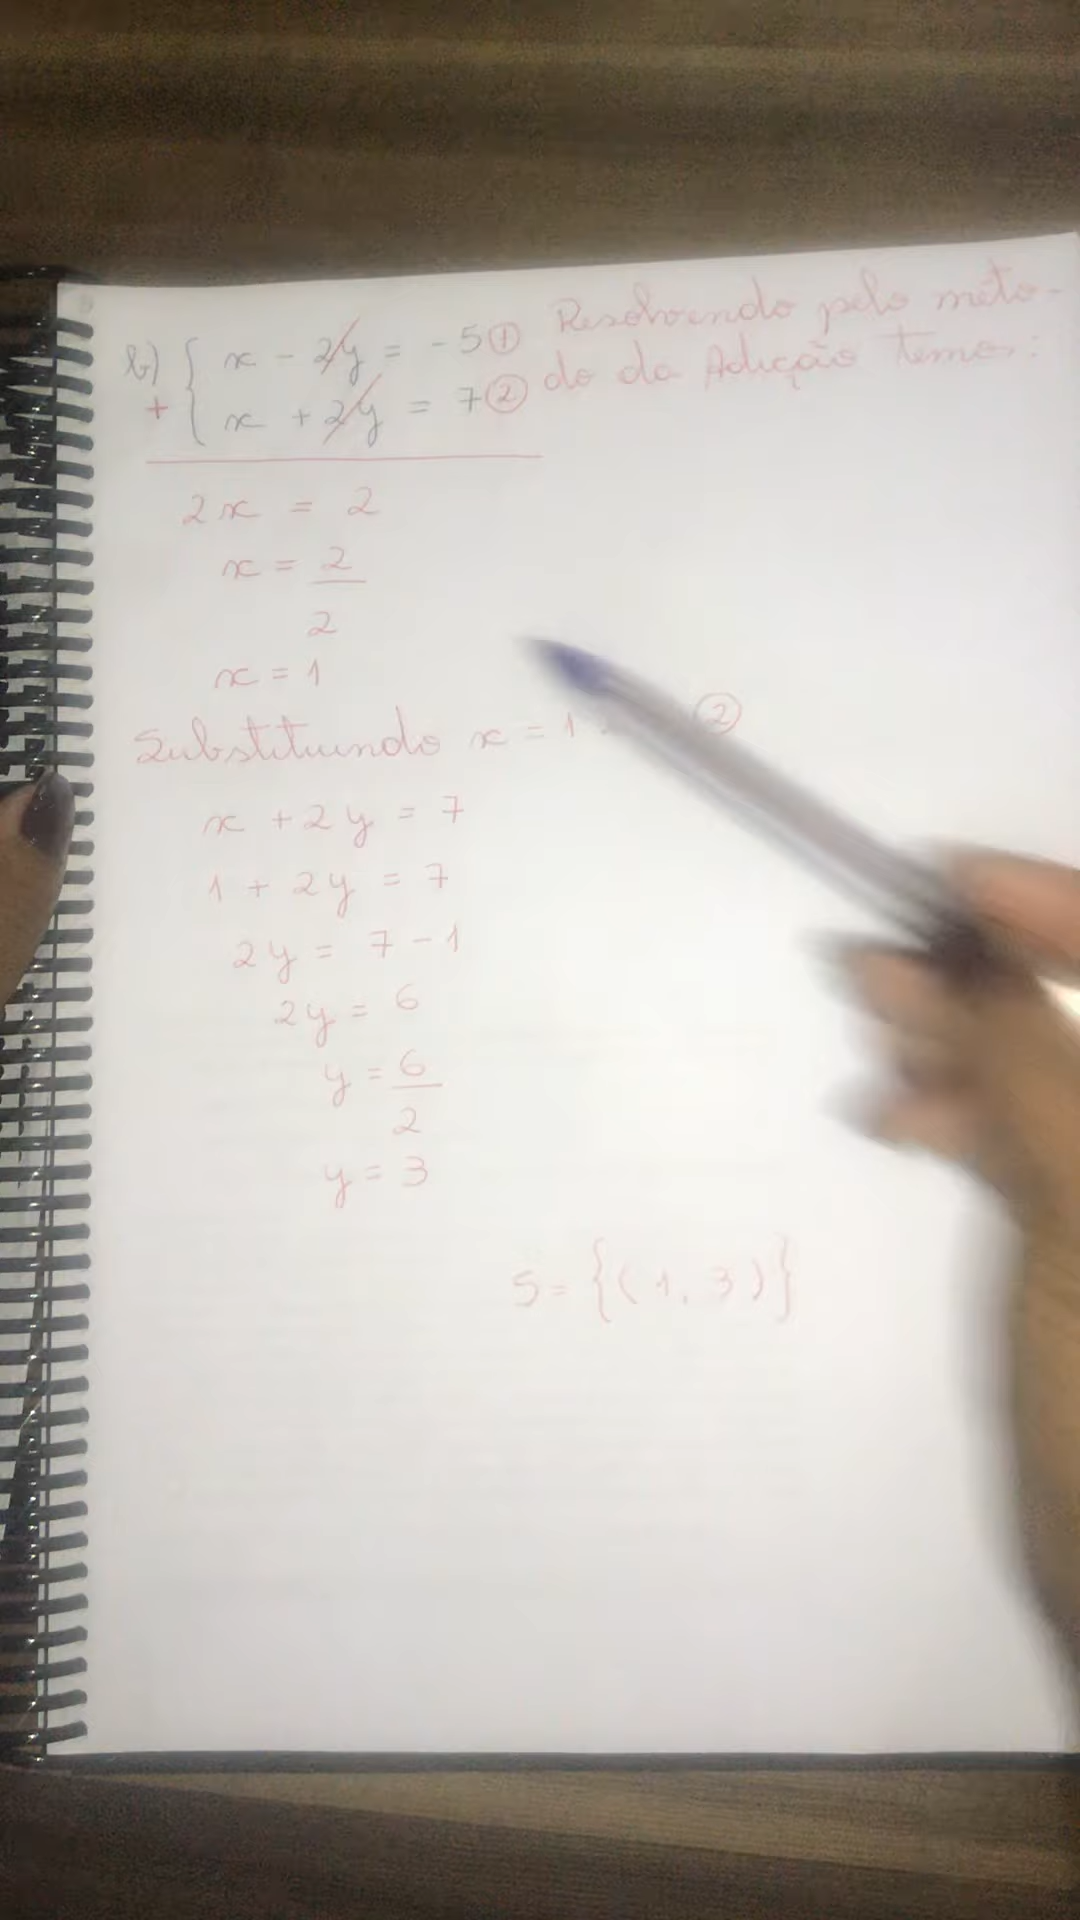 b) { x - 2y = - 5 ① Resolvendo pelo méto-
+ { x + 2y = 7 ② do da Adição temos:
2x = 2
x = 2
2
x = 1
Substituindo x = 1 ②
x + 2y = 7
1 + 2y = 7
2y = 7 - 1
2y = 6
y = 6
2
y = 3
S = {(1, 3)}